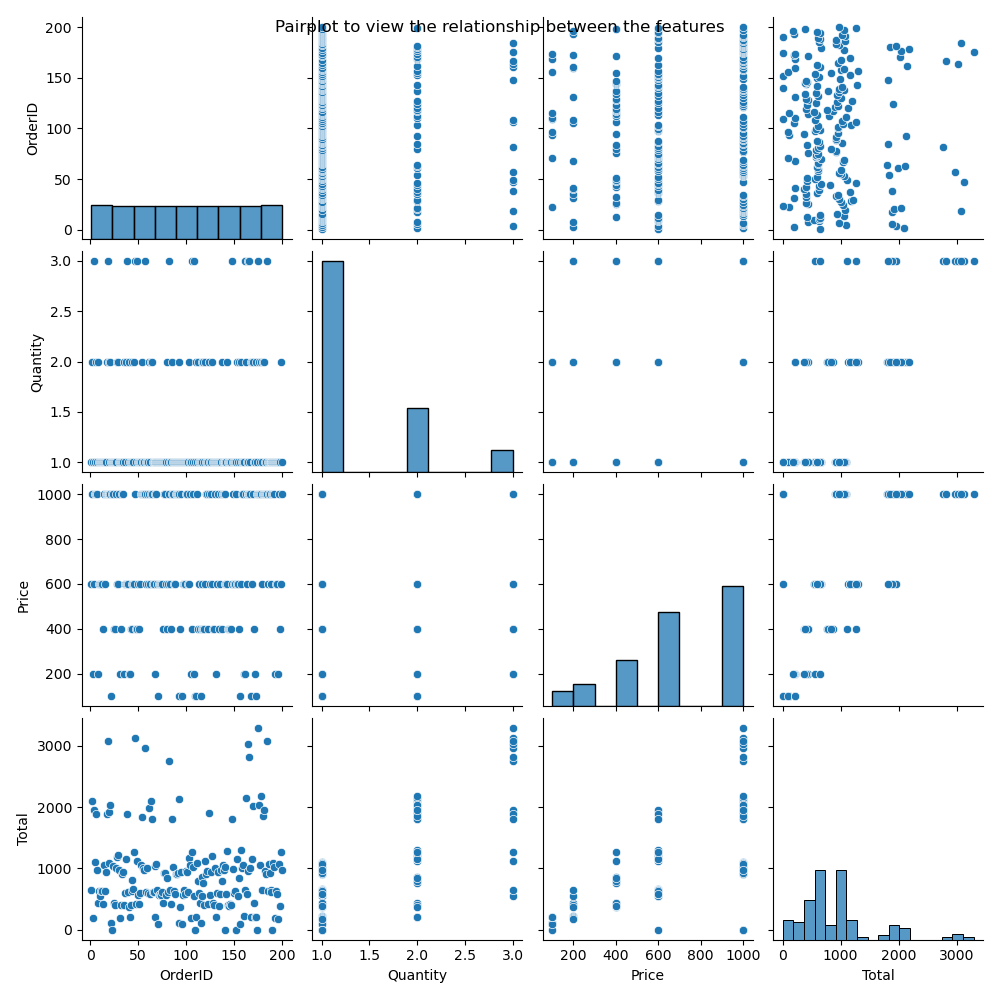 Pairplot to view the relationship between the features
200
150
100
50
0
OrderID
3.0
2.5
2.0
1.5
1.0
Quantity
1000
800
600
400
200
Price
3000
2000
1000
0
Total
0 50 100 150 200
OrderID
1.0 1.5 2.0 2.5 3.0
Quantity
200 400 600 800 1000
Price
0 1000 2000 3000
Total